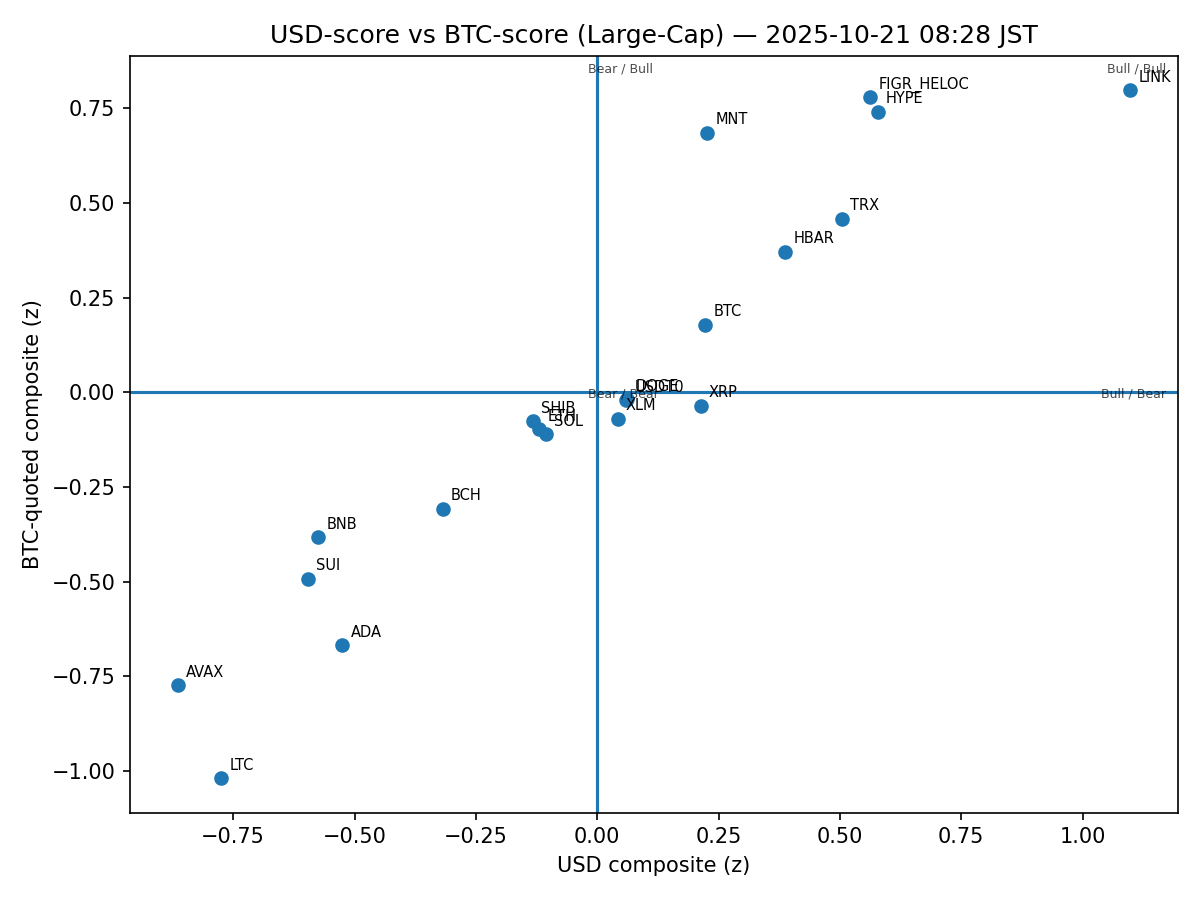 USD-score vs BTC-score (Large-Cap) — 2025-10-21 08:28 JST
Bear / Bull
Bull / Bull
LINK
FIGR_HELOC
HYPE
MNT
TRX
HBAR
BTC
DOGE
XRP
Bear / Bear
Bull / Bear
XLM
SHIB
ETH
SOL
BCH
BNB
SUI
ADA
AVAX
LTC
0.75
0.50
0.25
0.00
−0.25
−0.50
−0.75
−1.00
BTC-quoted composite (z)
−0.75
−0.50
−0.25
0.00
0.25
0.50
0.75
1.00
USD composite (z)